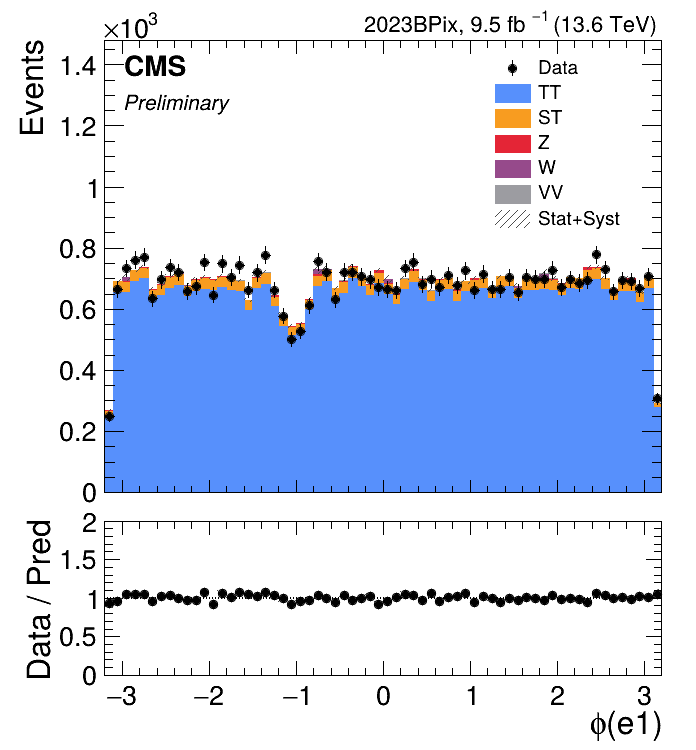 ×10³
2023BPix, 9.5 fb ⁻¹ (13.6 TeV)
Events
CMS
Preliminary
Data
TT
ST
Z
W
VV
Stat+Syst
1.4
1.2
1
0.8
0.6
0.4
0.2
0
Data / Pred
2
1.5
1
0.5
0
−3 −2 −1 0 1 2 3
ϕ(e1)